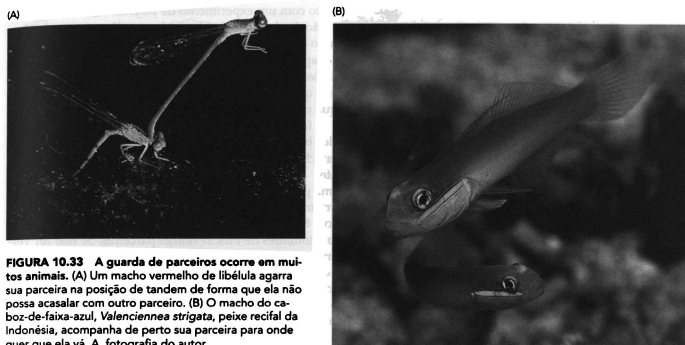 (A)
(B)
FIGURA 10.33 A guarda de parceiros ocorre em mui-
tos animais. (A) Um macho vermelho de libélula agarra
sua parceira na posição de tandem de forma que ela não
possa acasalar com outro parceiro. (B) O macho do ca-
boz-de-faixa-azul, Valenciennea strigata, peixe recifal da
Indonésia, acompanha de perto sua parceira para onde
quer que ela vá. A, fotografia do autor